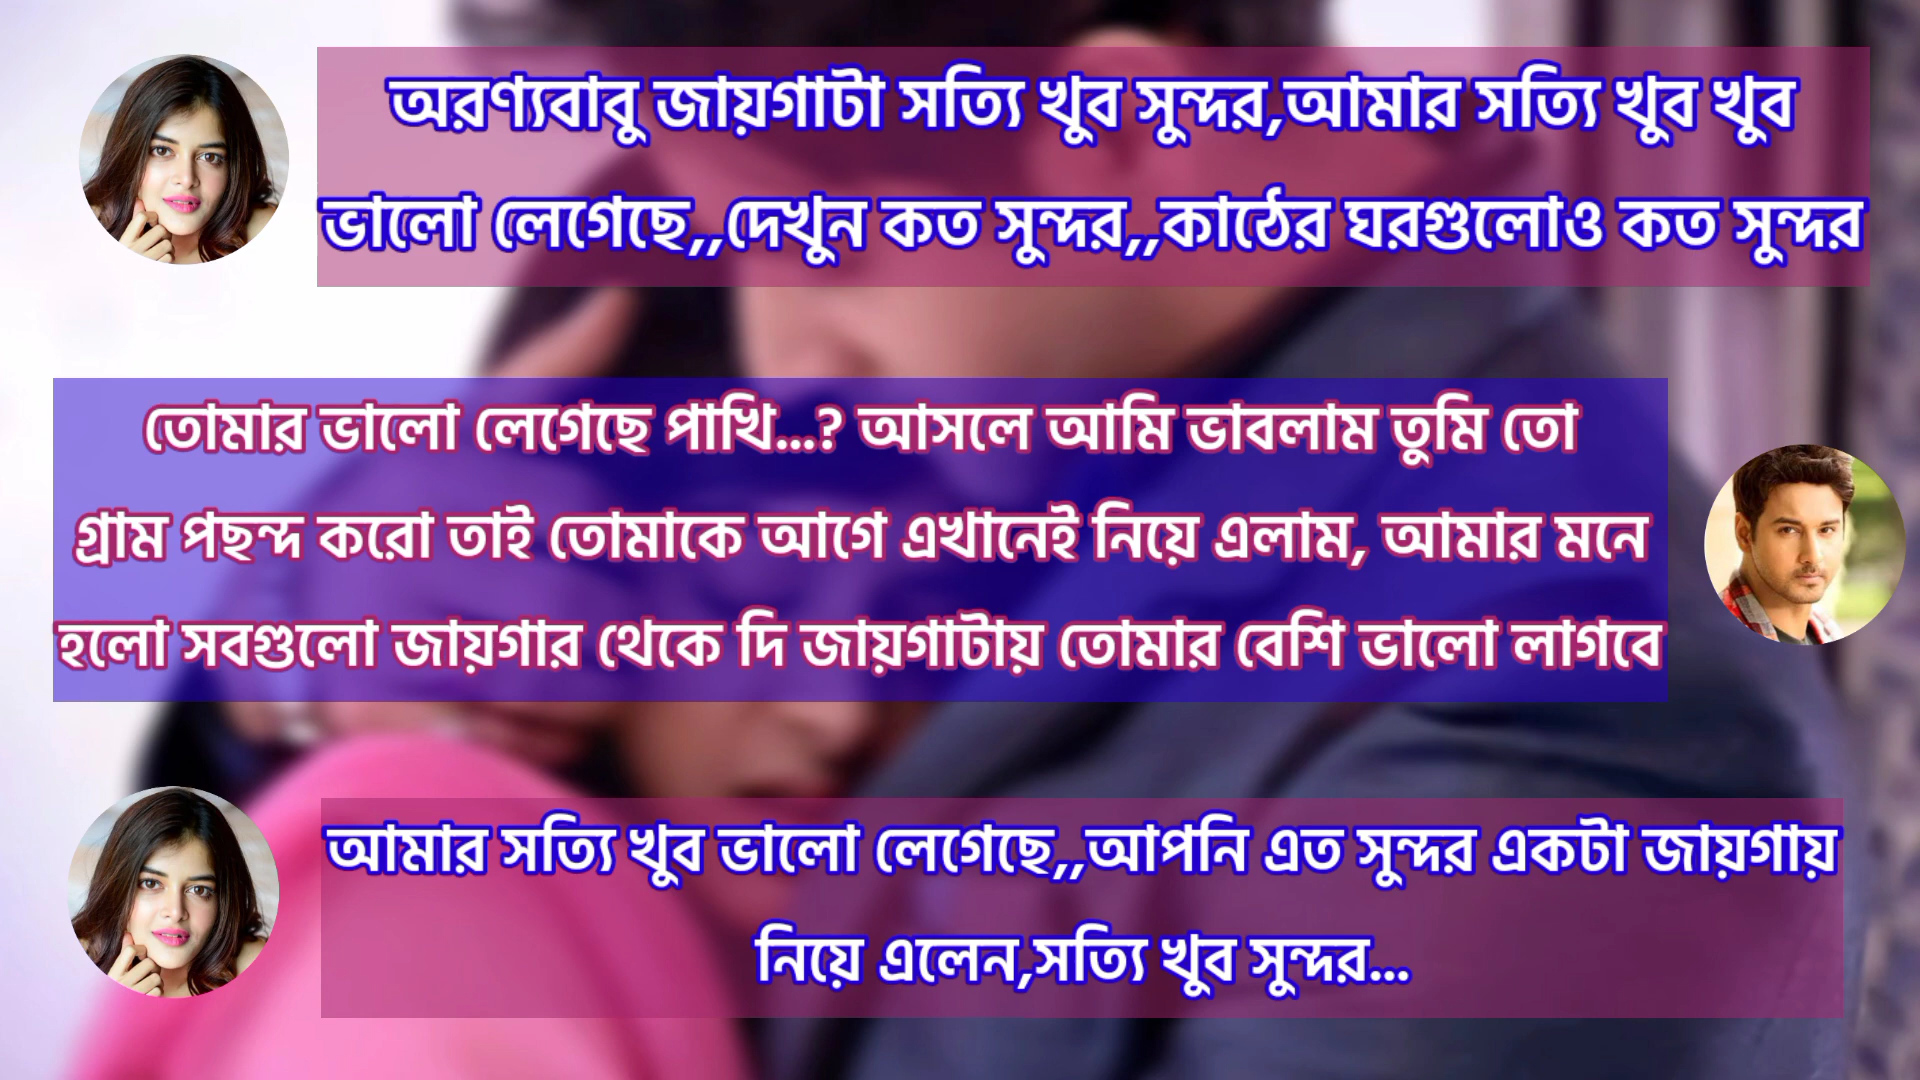 অরণ্যবাবু জায়গাটা সত্যি খুব সুন্দর,আমার সত্যি খুব খুব
ভালো লেগেছে,,দেখুন কত সুন্দর,,কাঠের ঘরগুলোও কত সুন্দর
তোমার ভালো লেগেছে পাখি...? আসলে আমি ভাবলাম তুমি তো
গ্রাম পছন্দ করো তাই তোমাকে আগে এখানেই নিয়ে এলাম, আমার মনে
হলো সবগুলো জায়গার থেকে দি জায়গাটায় তোমার বেশি ভালো লাগবে
আমার সত্যি খুব ভালো লেগেছে,,আপনি এত সুন্দর একটা জায়গায়
নিয়ে এলেন,সত্যি খুব সুন্দর...